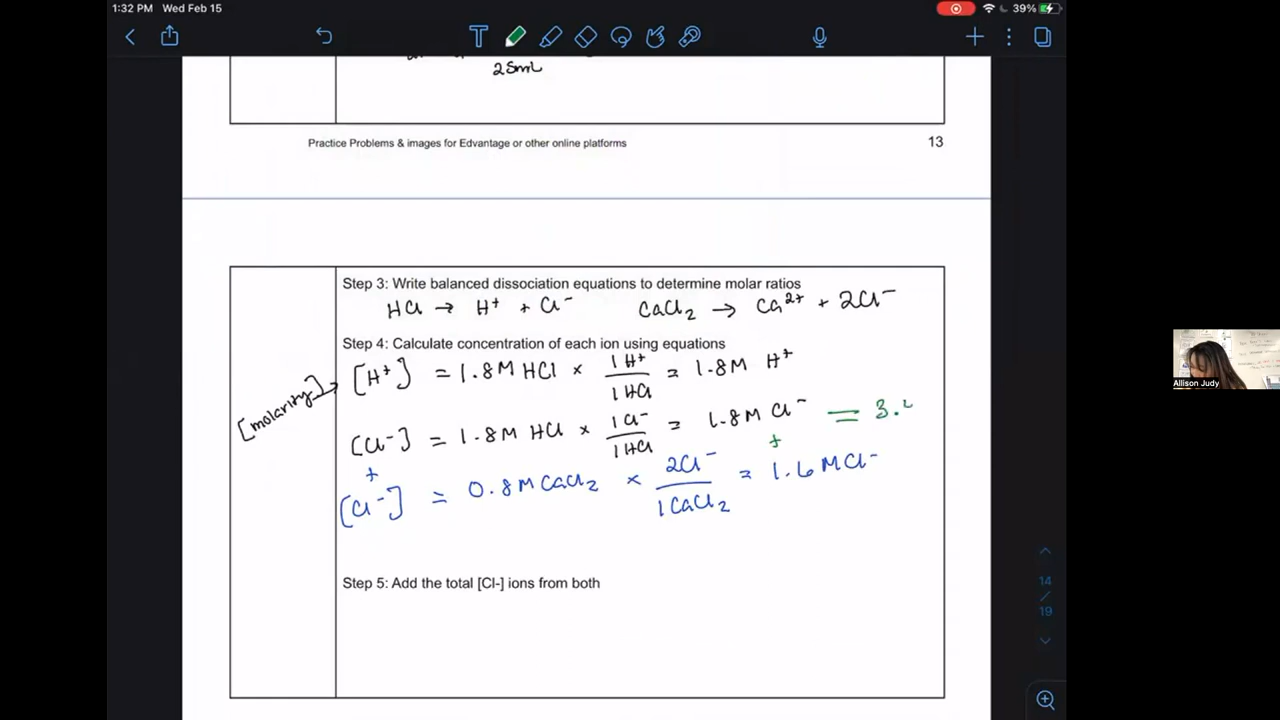 1:32 PM Wed Feb 15
39%
25mL
Practice Problems & images for Edvantage or other online platforms
13
Step 3: Write balanced dissociation equations to determine molar ratios
HCl → H⁺ + Cl⁻ CaCl₂ → Ca²⁺ + 2Cl⁻
Step 4: Calculate concentration of each ion using equations
[molarity] → [H⁺] = 1.8M HCl × 1H⁺/1HCl = 1.8M H⁺
[Cl⁻] = 1.8M HCl × 1Cl⁻/1HCl = 1.8M Cl⁻ = 3.
+ +
[Cl⁻] = 0.8M CaCl₂ × 2Cl⁻/1CaCl₂ = 1.6M Cl⁻
Step 5: Add the total [Cl-] ions from both
14
/
19
Allison Judy